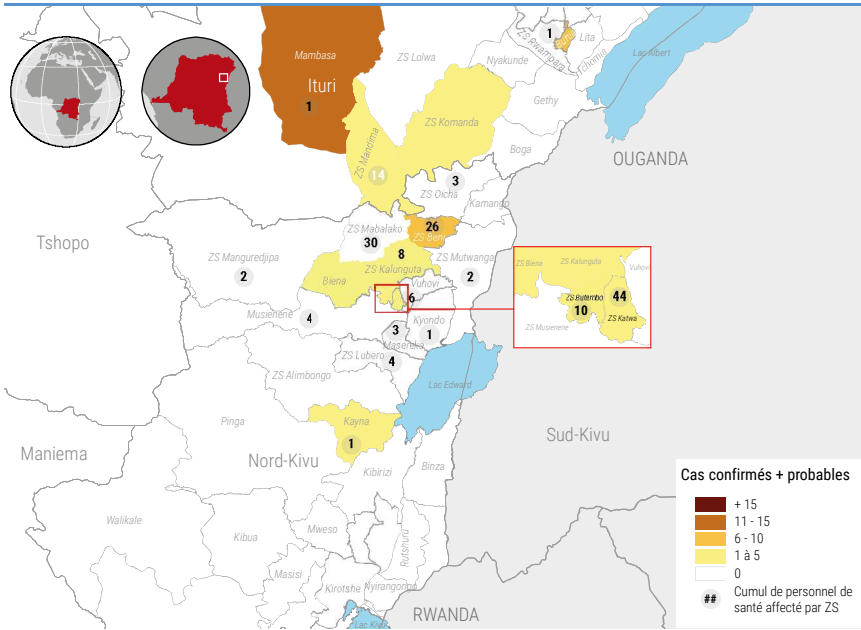 Mambasa
Ituri
1
ZS Lolwa
1
ZS Rwampara
Lita
Nyakunde
Tchomia
Lac Albert
Gethy
ZS Komanda
ZS Mandima
14
Boga
OUGANDA
3
ZS Oicha
Kamango
Tshopo
ZS Mabalako
30
26
ZS Beni
8
ZS Kalunguta
ZS Manguredjipa
2
ZS Mutwanga
2
Biena
Vuhovi
6
Musienene
4
Kyondo
1
3
Masereka
ZS Lubero
4
ZS Alimbongo
Lac Edward
ZS Biena
ZS Kalunguta
Vuhovi
ZS Butembo
10
44
ZS Katwa
ZS Musienene
Pinga
Kayna
1
Maniema
Nord-Kivu
Sud-Kivu
Kibirizi
Binza
Walikale
Kibua
Mweso
Rutshuru
Masisi
Kirotshe
Nyirangongo
Lac Kivu
RWANDA
Cas confirmés + probables
+ 15
11 - 15
6 - 10
1 à 5
0
## Cumul de personnel de
santé affecté par ZS